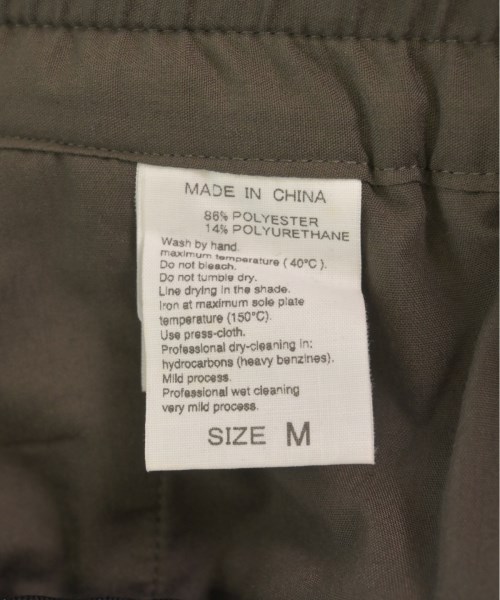 MADE IN CHINA
86% POLYESTER
14% POLYURETHANE
Wash by hand.
maximum temperature ( 40°C ).
Do not bleach.
Do not tumble dry.
Line drying in the shade.
Iron at maximum sole plate
temperature (150°C).
Use press-cloth.
Professional dry-cleaning in:
hydrocarbons (heavy benzines).
Mild process.
Professional wet cleaning
very mild process.
SIZE M